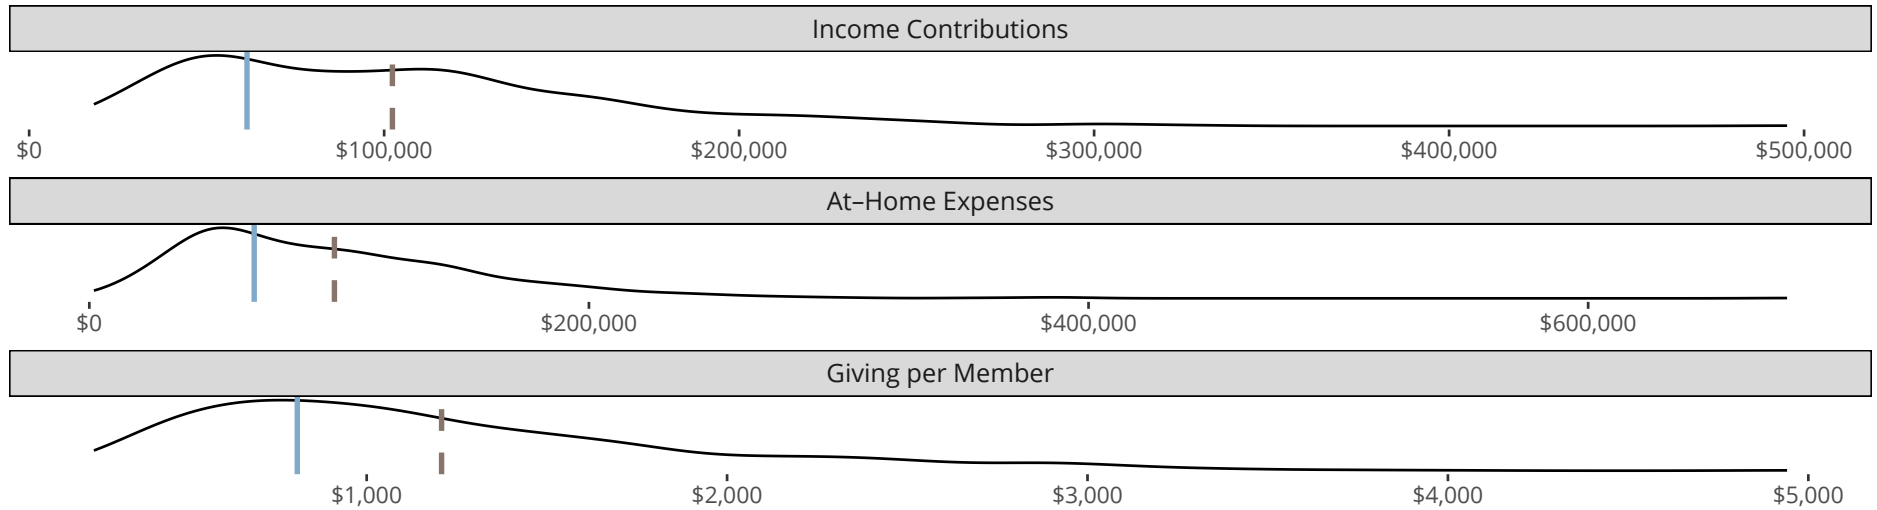 Income Contributions
$0 $100,000 $200,000 $300,000 $400,000 $500,000
At–Home Expenses
$0 $200,000 $400,000 $600,000
Giving per Member
$1,000 $2,000 $3,000 $4,000 $5,000